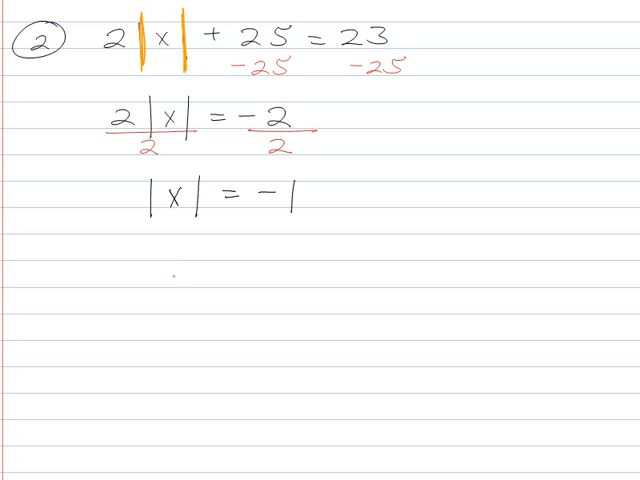 2 2|x| + 25 = 23
-25 -25
2|x| = -2
2 2
|x| = -1